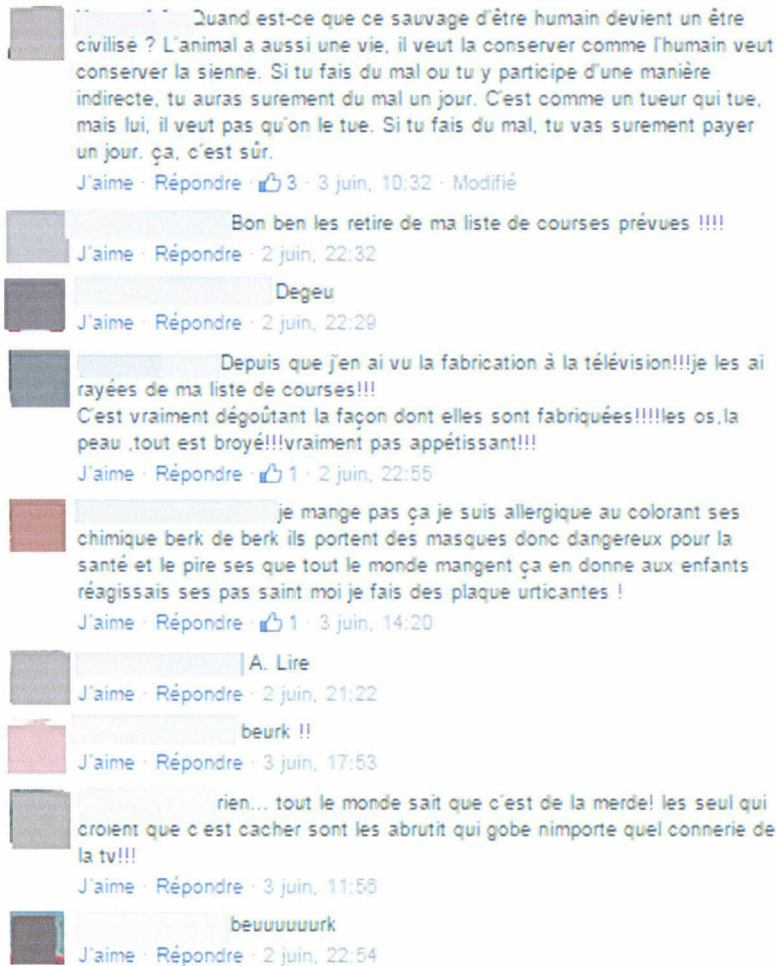 Quand est-ce que ce sauvage d'être humain devient un être
civilisé ? L'animal a aussi une vie, il veut la conserver comme l'humain veut
conserver la sienne. Si tu fais du mal ou tu y participe d'une manière
indirecte, tu auras surement du mal un jour. C'est comme un tueur qui tue,
mais lui, il veut pas qu'on le tue. Si tu fais du mal, tu vas surement payer
un jour. ça, c'est sûr.
J'aime · Répondre · 3 · 3 juin, 10:32 · Modifié
Bon ben les retire de ma liste de courses prévues !!!!
J'aime · Répondre · 2 juin, 22:32
Degeu
J'aime · Répondre · 2 juin, 22:29
Depuis que j'en ai vu la fabrication à la télévision!!!je les ai
rayées de ma liste de courses!!!
C'est vraiment dégoûtant la façon dont elles sont fabriquées!!!!les os,la
peau ,tout est broyé!!!vraiment pas appétissant!!!
J'aime · Répondre · 1 · 2 juin, 22:55
je mange pas ça je suis allergique au colorant ses
chimique berk de berk ils portent des masques donc dangereux pour la
santé et le pire ses que tout le monde mangent ça en donne aux enfants
réagissais ses pas saint moi je fais des plaque urticantes !
J'aime · Répondre · 1 · 3 juin, 14:20
A. Lire
J'aime · Répondre · 2 juin, 21:22
beurk !!
J'aime · Répondre · 3 juin, 17:53
rien... tout le monde sait que c'est de la merde! les seul qui
croient que c est cacher sont les abrutit qui gobe nimporte quel connerie de
la tv!!!
J'aime · Répondre · 3 juin, 11:58
beuuuuuurk
J'aime · Répondre · 2 juin, 22:54